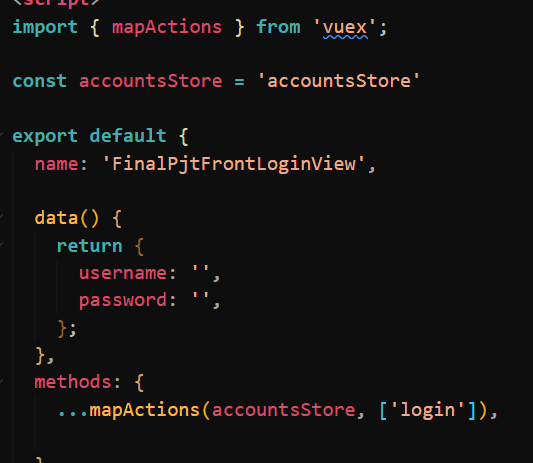 <script>
import { mapActions } from 'vuex';
const accountsStore = 'accountsStore'
export default {
name: 'FinalPjtFrontLoginView',
data() {
return {
username: '',
password: '',
};
},
methods: {
...mapActions(accountsStore, ['login']),
}